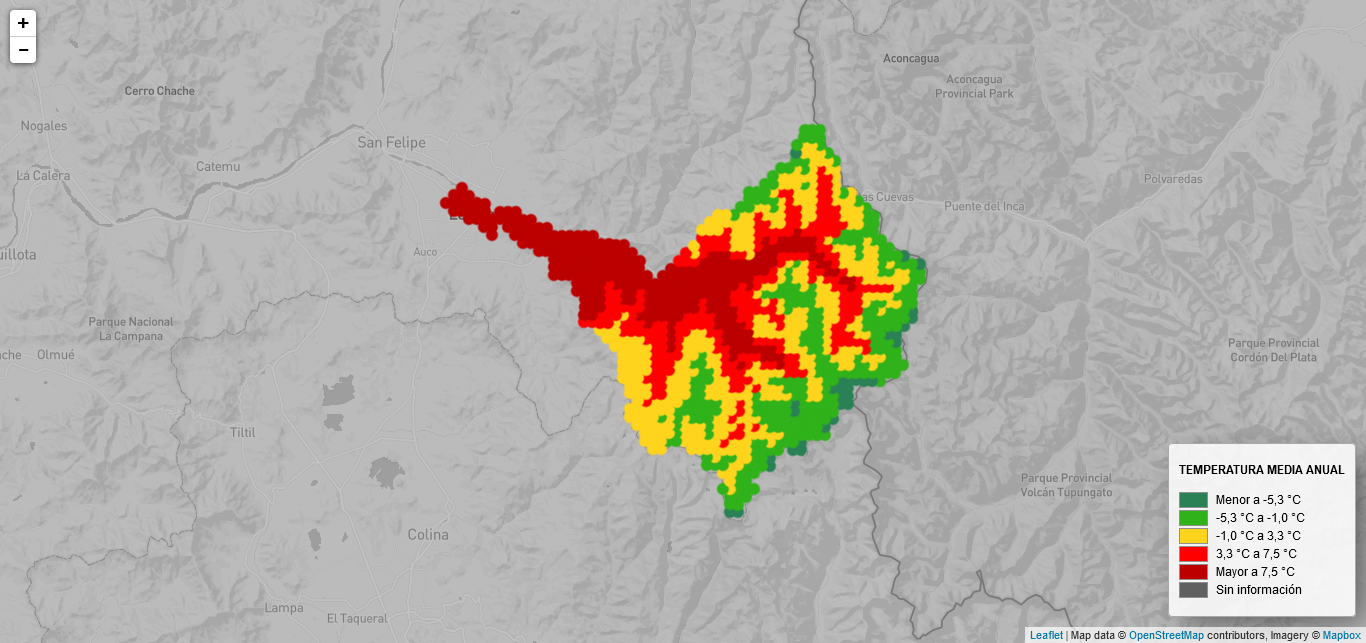 +
−
Aconcagua
Aconcagua
Provincial Park
Cerro Chache
Nogales
San Felipe
Catemu
La Calera
Polvaredas
as Cuevas
Puente del Inca
Auco
uillota
Parque Nacional
La Campana
ache
Olmué
Parque Provincial
Cordón Del Plata
Tiltil
Parque Provincial
Volcán Tupungato
Colina
Lampa
El Taqueral
TEMPERATURA MEDIA ANUAL
Menor a -5,3 °C
-5,3 °C a -1,0 °C
-1,0 °C a 3,3 °C
3,3 °C a 7,5 °C
Mayor a 7,5 °C
Sin información
Leaflet | Map data © OpenStreetMap contributors, Imagery © Mapbox